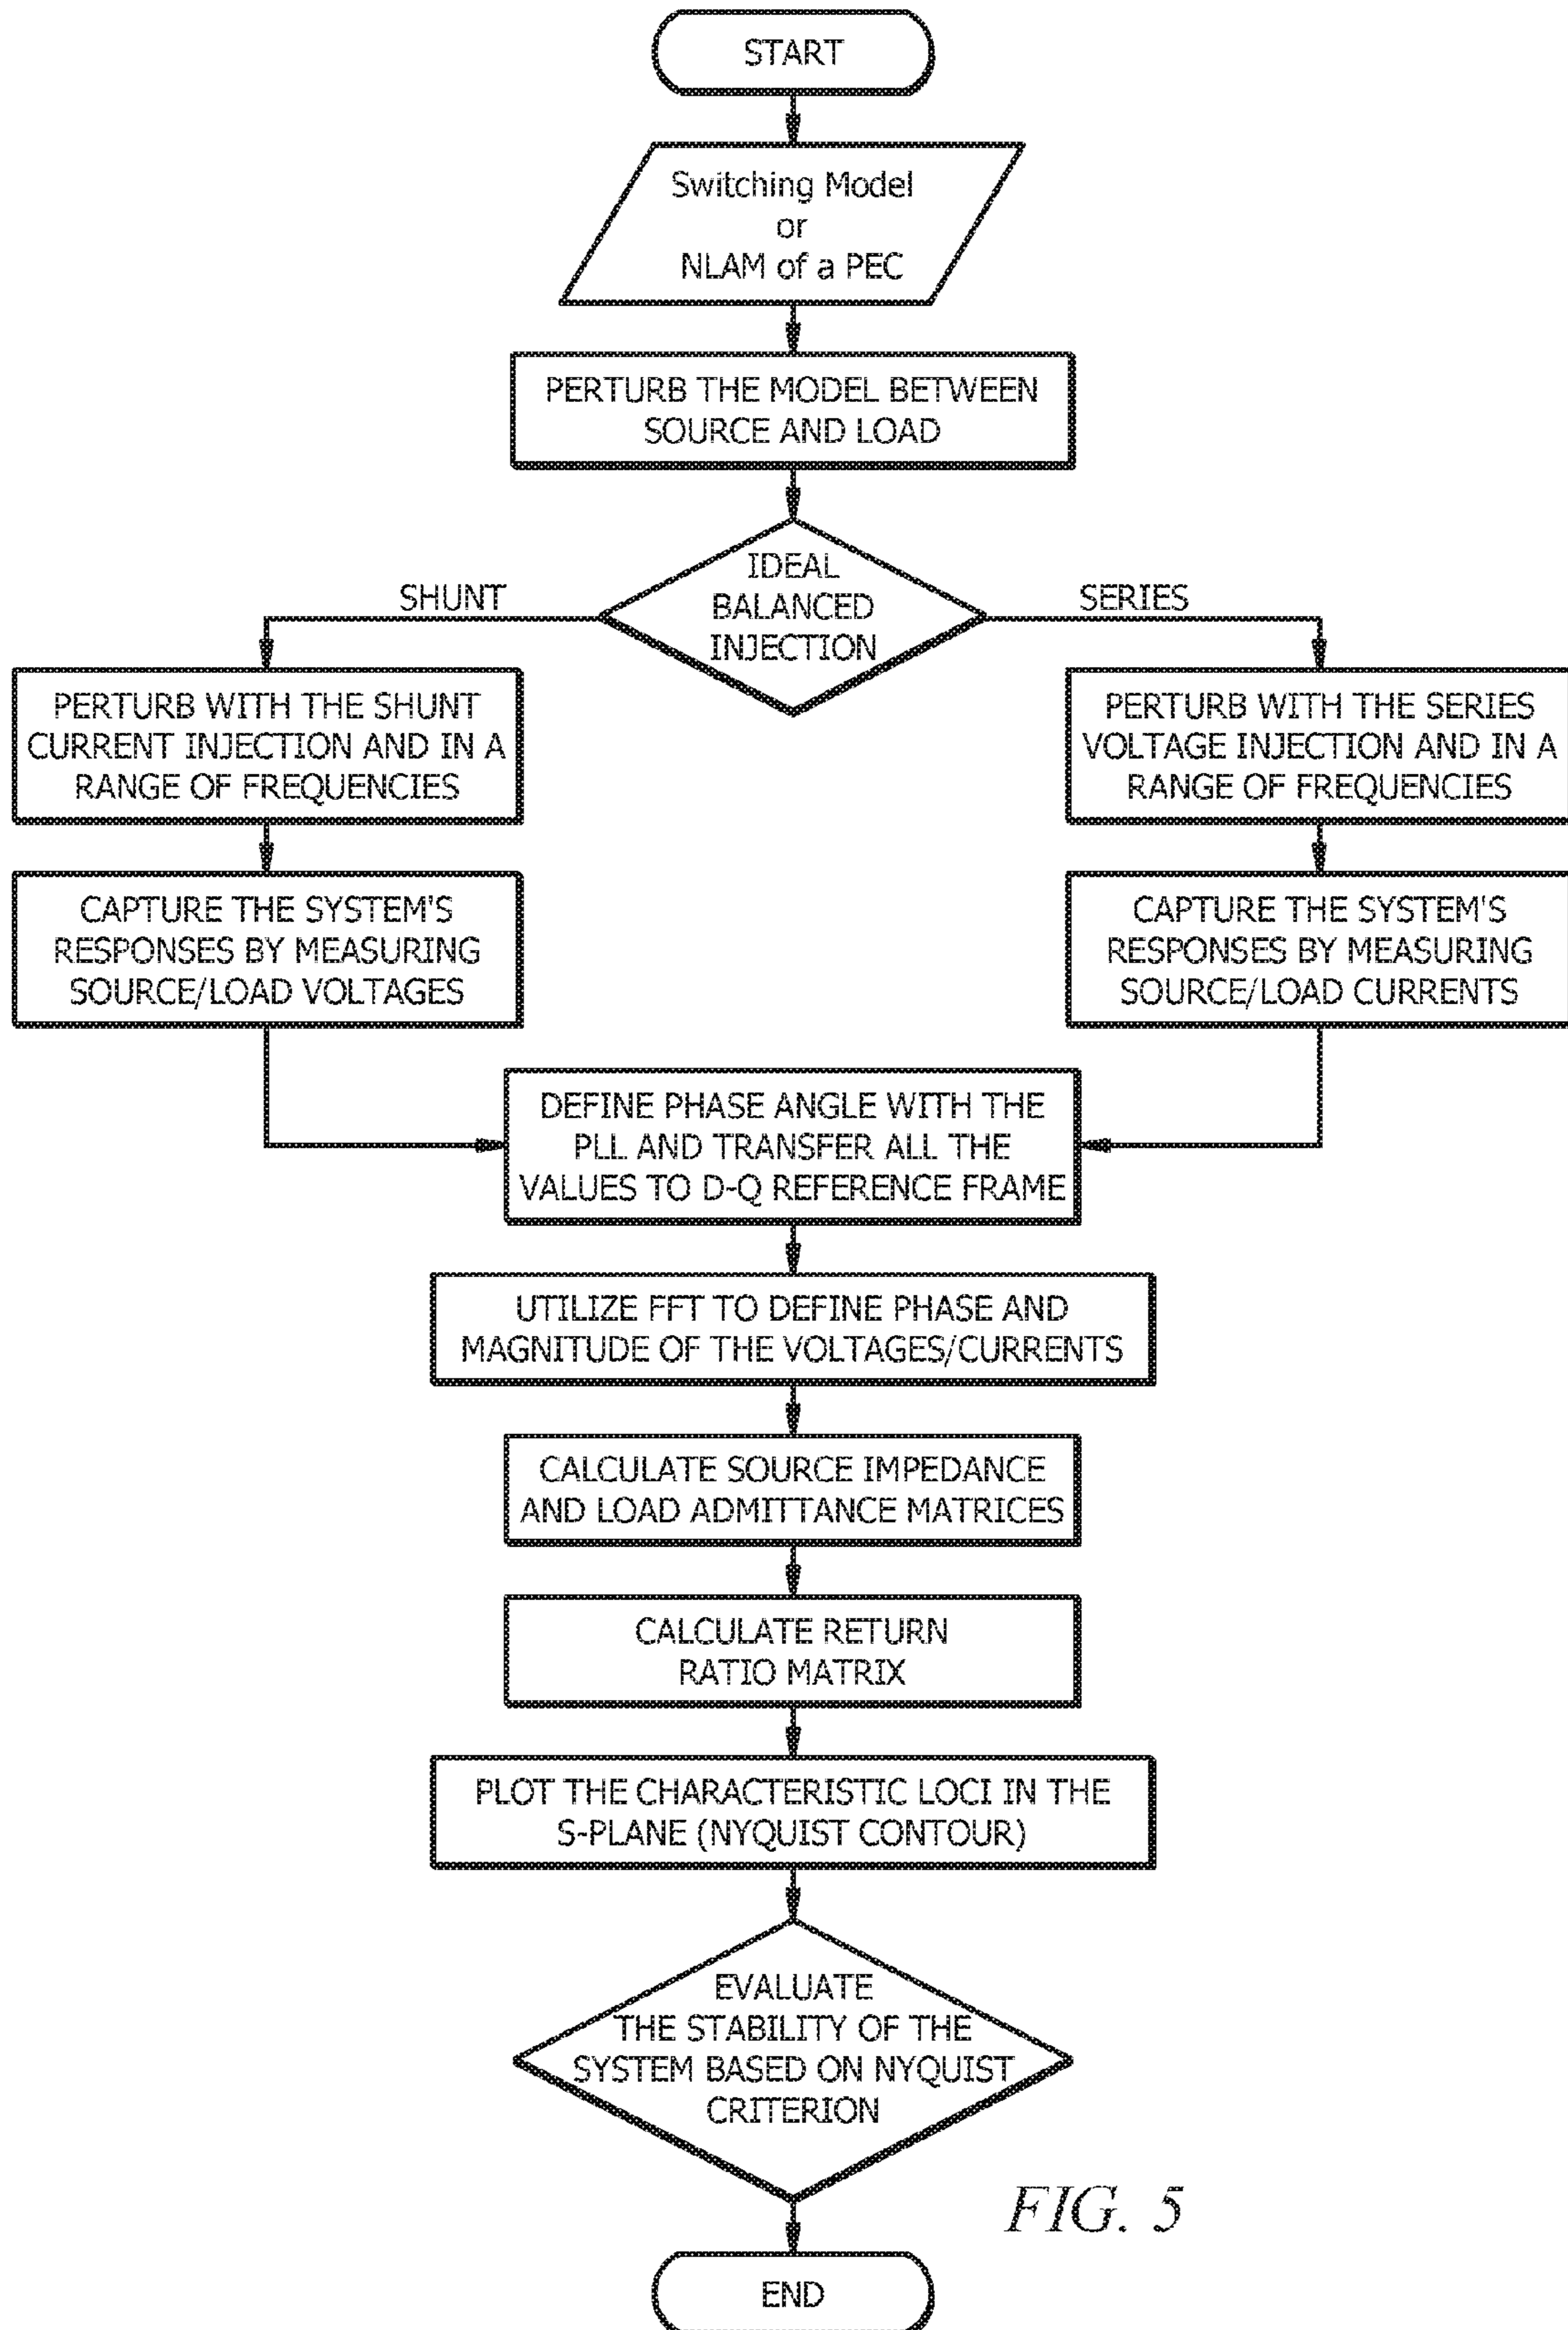 START
Switching Model
or
NLAM of a PEC
PERTURB THE MODEL BETWEEN
SOURCE AND LOAD
IDEAL
BALANCED
INJECTION
SHUNT
SERIES
PERTURB WITH THE SHUNT
CURRENT INJECTION AND IN A
RANGE OF FREQUENCIES
PERTURB WITH THE SERIES
VOLTAGE INJECTION AND IN A
RANGE OF FREQUENCIES
CAPTURE THE SYSTEM'S
RESPONSES BY MEASURING
SOURCE/LOAD VOLTAGES
CAPTURE THE SYSTEM'S
RESPONSES BY MEASURING
SOURCE/LOAD CURRENTS
DEFINE PHASE ANGLE WITH THE
PLL AND TRANSFER ALL THE
VALUES TO D-Q REFERENCE FRAME
UTILIZE FFT TO DEFINE PHASE AND
MAGNITUDE OF THE VOLTAGES/CURRENTS
CALCULATE SOURCE IMPEDANCE
AND LOAD ADMITTANCE MATRICES
CALCULATE RETURN
RATIO MATRIX
PLOT THE CHARACTERISTIC LOCI IN THE
S-PLANE (NYQUIST CONTOUR)
EVALUATE
THE STABILITY OF THE
SYSTEM BASED ON NYQUIST
CRITERION
FIG. 5
END